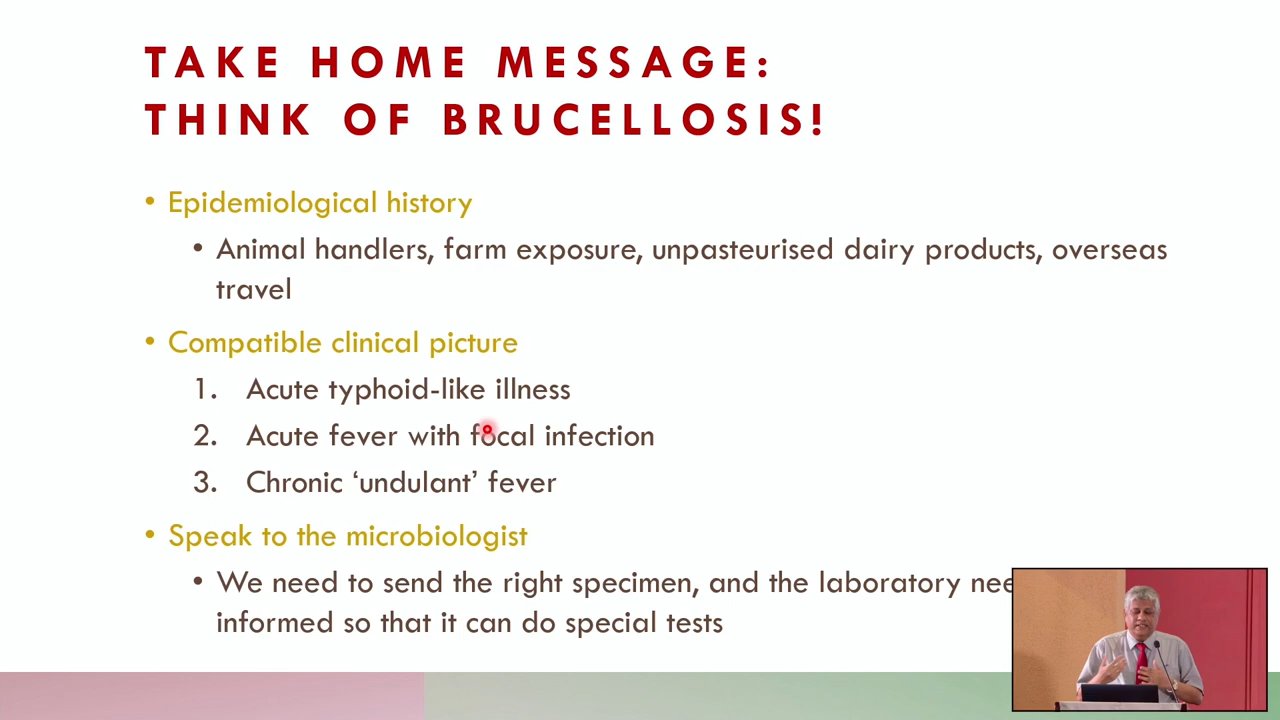 TAKE HOME MESSAGE:
THINK OF BRUCELLOSIS!
• Epidemiological history
• Animal handlers, farm exposure, unpasteurised dairy products, overseas
travel
• Compatible clinical picture
1. Acute typhoid-like illness
2. Acute fever with focal infection
3. Chronic ‘undulant’ fever
• Speak to the microbiologist
• We need to send the right specimen, and the laboratory
informed so that it can do special tests